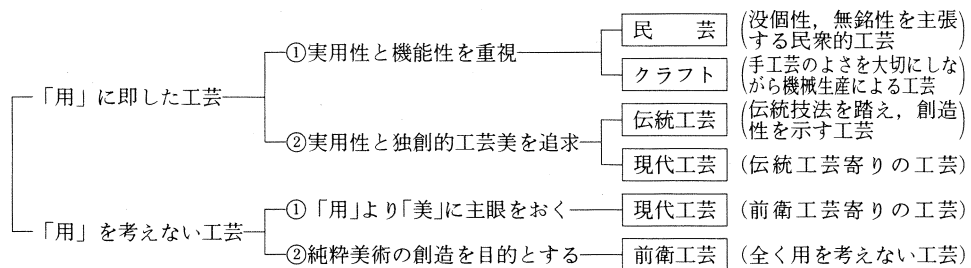 「用」に即した工芸
①実用性と機能性を重視
民　　芸
(没個性，無銘性を主張
する民衆的工芸)
クラフト
(手工芸のよさを大切にしな
がら機械生産による工芸)
②実用性と独創的工芸美を追求
伝統工芸
(伝統技法を踏え，創造
性を示す工芸)
現代工芸
(伝統工芸寄りの工芸)
「用」を考えない工芸
①「用」より「美」に主眼をおく
現代工芸
(前衛工芸寄りの工芸)
②純粋美術の創造を目的とする
前衛工芸
(全く用を考えない工芸)